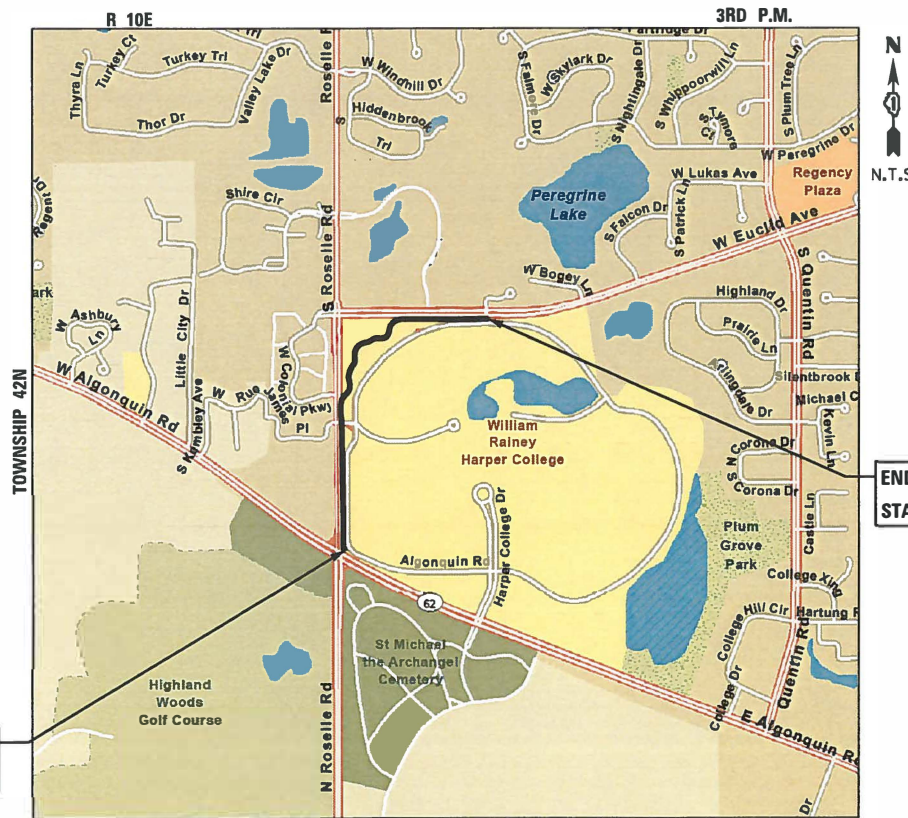 R 10E
3RD P.M.
N
N.T.S
TOWNSHIP 42N
Thyra Ln
Turkey Ct
Turkey Trl
Valley Lake Dr
Thor Dr
W Windhill Dr
Hiddenbrook
Trl
S
Roselle
S Roselle Rd
Shire Cir
Little City Dr
W Ashbury
Ln
W Algonquin Rd
S Kembley Ave
W Rue
James
Pl
W Colonial
Pkwy
Partridge Dr
W Skylark Dr
S Nightingale Dr
S Whippoorwill Ln
S Tymore
Ct
S Plum Tree Ln
W Peregrine Dr
Regency
Plaza
W Lukas Ave
S Patrick Ln
S Falcon Dr
Peregrine
Lake
W Bogey Ln
W Euclid Ave
S Quentin Rd
Highland Dr
Prairie Ln
Silentbrook
Michael C
Kevin Ln
Corona Dr
Corona Dr
Castle Ln
Plum
Grove
Park
William
Rainey
Harper College
Harper College Dr
Algonquin Rd
62
College Xing
College Hill Cir
Hartung
College Dr
Quentin Rd
E Algonquin Rd
Dr
St Michael
the Archangel
Cemetery
Highland
Woods
Golf Course
N Roselle Rd
END
STA